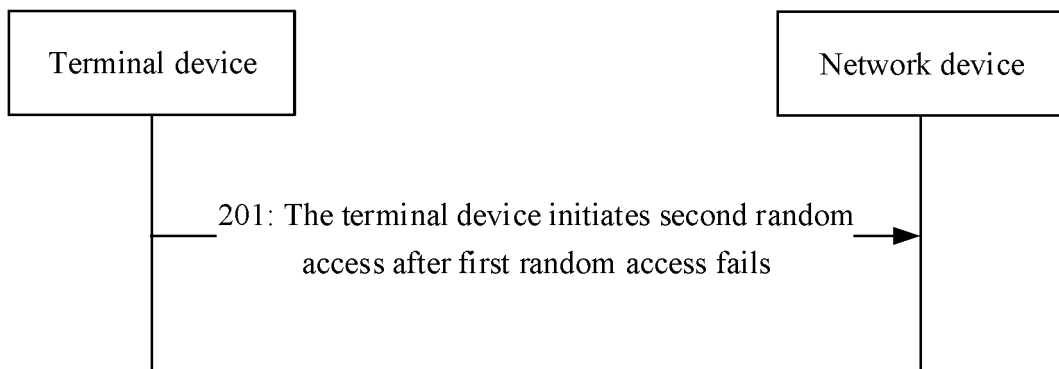 Terminal device
Network device
201: The terminal device initiates second random
access after first random access fails